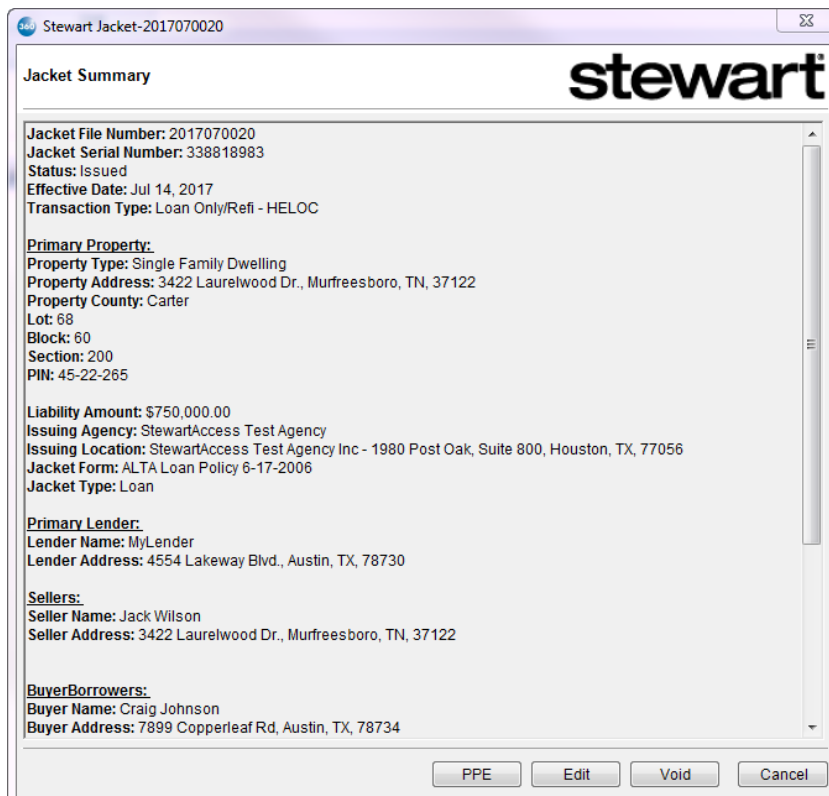 360 Stewart Jacket-2017070020
Jacket Summary
stewart
Jacket File Number: 2017070020
Jacket Serial Number: 338818983
Status: Issued
Effective Date: Jul 14, 2017
Transaction Type: Loan Only/Refi - HELOC
Primary Property:
Property Type: Single Family Dwelling
Property Address: 3422 Laurelwood Dr., Murfreesboro, TN, 37122
Property County: Carter
Lot: 68
Block: 60
Section: 200
PIN: 45-22-265
Liability Amount: $750,000.00
Issuing Agency: StewartAccess Test Agency
Issuing Location: StewartAccess Test Agency Inc - 1980 Post Oak, Suite 800, Houston, TX, 77056
Jacket Form: ALTA Loan Policy 6-17-2006
Jacket Type: Loan
Primary Lender:
Lender Name: MyLender
Lender Address: 4554 Lakeway Blvd., Austin, TX, 78730
Sellers:
Seller Name: Jack Wilson
Seller Address: 3422 Laurelwood Dr., Murfreesboro, TN, 37122
BuyerBorrowers:
Buyer Name: Craig Johnson
Buyer Address: 7899 Copperleaf Rd, Austin, TX, 78734
PPE Edit Void Cancel